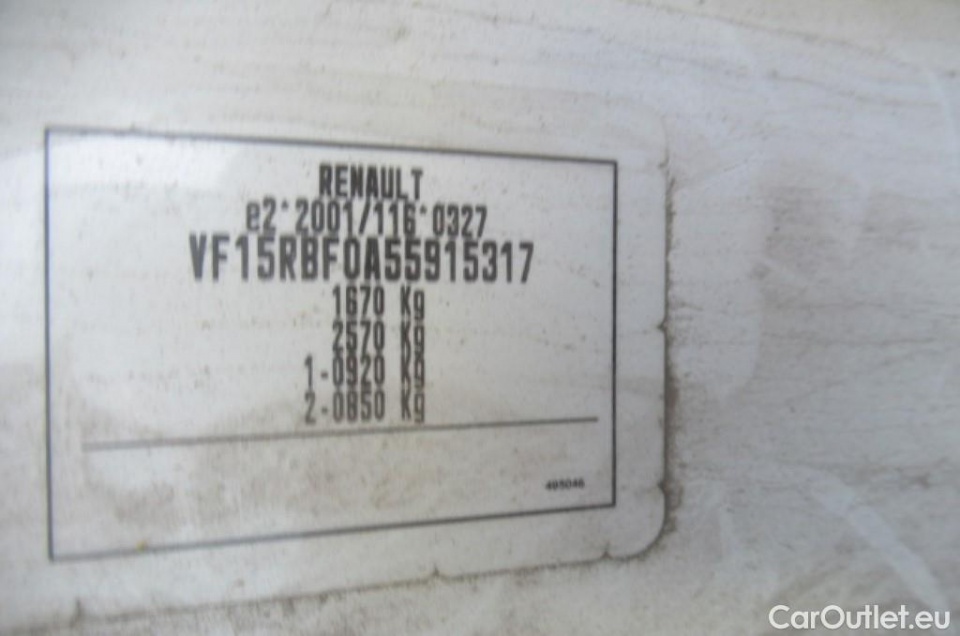 RENAULT
e2*2001/116*0327
VF15RBF0A55915317
1670 Kg
2570 Kg
1-0920 Kg
2-0850 Kg
495046
CarOutlet.eu